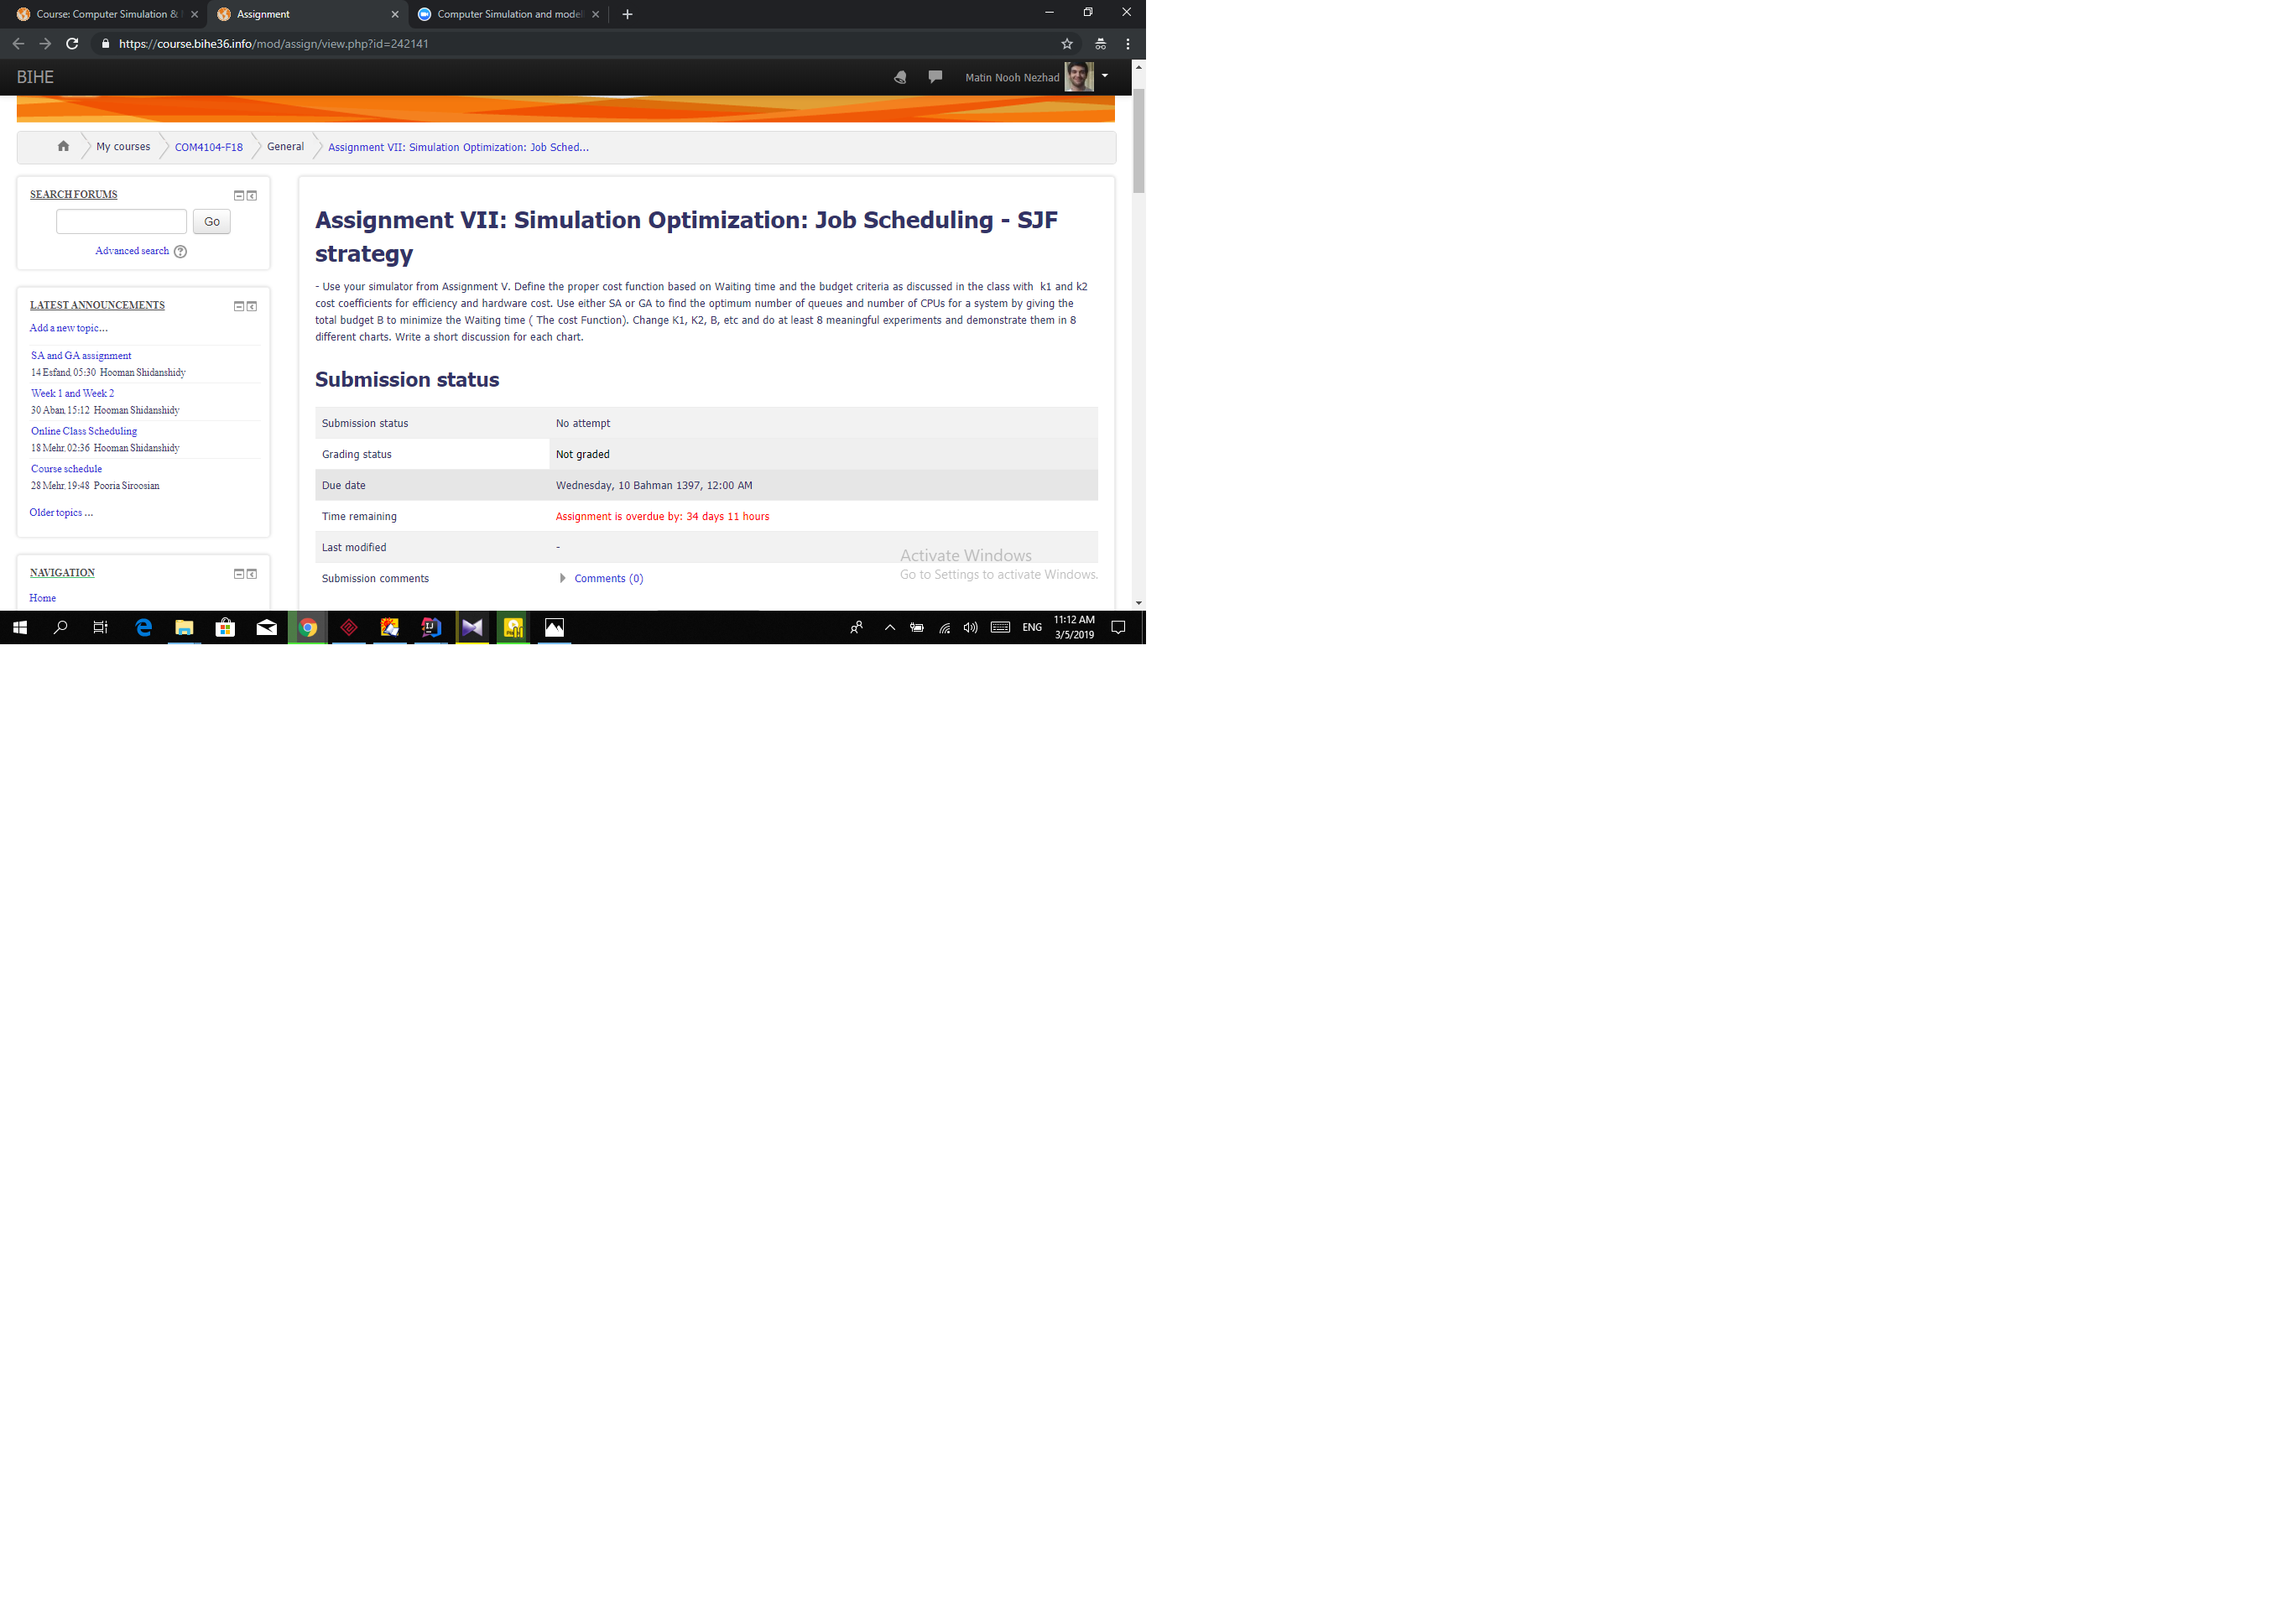 Course: Computer Simulation &
Assignment
Computer Simulation and model
https://course.bihe36.info/mod/assign/view.php?id=242141
BIHE
Matin Nooh Nezhad
My courses
COM4104-F18
General
Assignment VII: Simulation Optimization: Job Sched...
SEARCH FORUMS
Go
Advanced search
LATEST ANNOUNCEMENTS
Add a new topic...
SA and GA assignment
14 Esfand, 05:30 Hooman Shidanshidy
Week 1 and Week 2
30 Aban, 15:12 Hooman Shidanshidy
Online Class Scheduling
18 Mehr, 02:36 Hooman Shidanshidy
Course schedule
28 Mehr, 19:48 Pooria Siroosian
Older topics ...
NAVIGATION
Home
Assignment VII: Simulation Optimization: Job Scheduling - SJF
strategy
- Use your simulator from Assignment V. Define the proper cost function based on Waiting time and the budget criteria as discussed in the class with k1 and k2
cost coefficients for efficiency and hardware cost. Use either SA or GA to find the optimum number of queues and number of CPUs for a system by giving the
total budget B to minimize the Waiting time ( The cost Function). Change K1, K2, B, etc and do at least 8 meaningful experiments and demonstrate them in 8
different charts. Write a short discussion for each chart.
Submission status
Submission status No attempt
Grading status Not graded
Due date Wednesday, 10 Bahman 1397, 12:00 AM
Time remaining Assignment is overdue by: 34 days 11 hours
Last modified -
Submission comments Comments (0)
Activate Windows
Go to Settings to activate Windows.
ENG
11:12 AM
3/5/2019